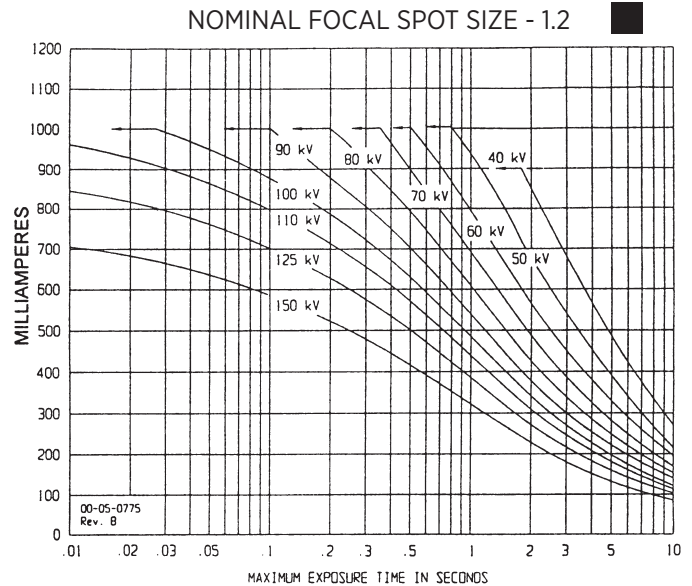 NOMINAL FOCAL SPOT SIZE - 1.2
1200
1100
1000
900
800
700
600
500
400
300
200
100
0
MILLIAMPERES
90 kV
80 kV
40 kV
100 kV
70 kV
110 kV
60 kV
125 kV
50 kV
150 kV
00-05-0775
Rev. B
.01 .02 .03 .05 .1 .2 .3 .5 1 2 3 5 10
MAXIMUM EXPOSURE TIME IN SECONDS